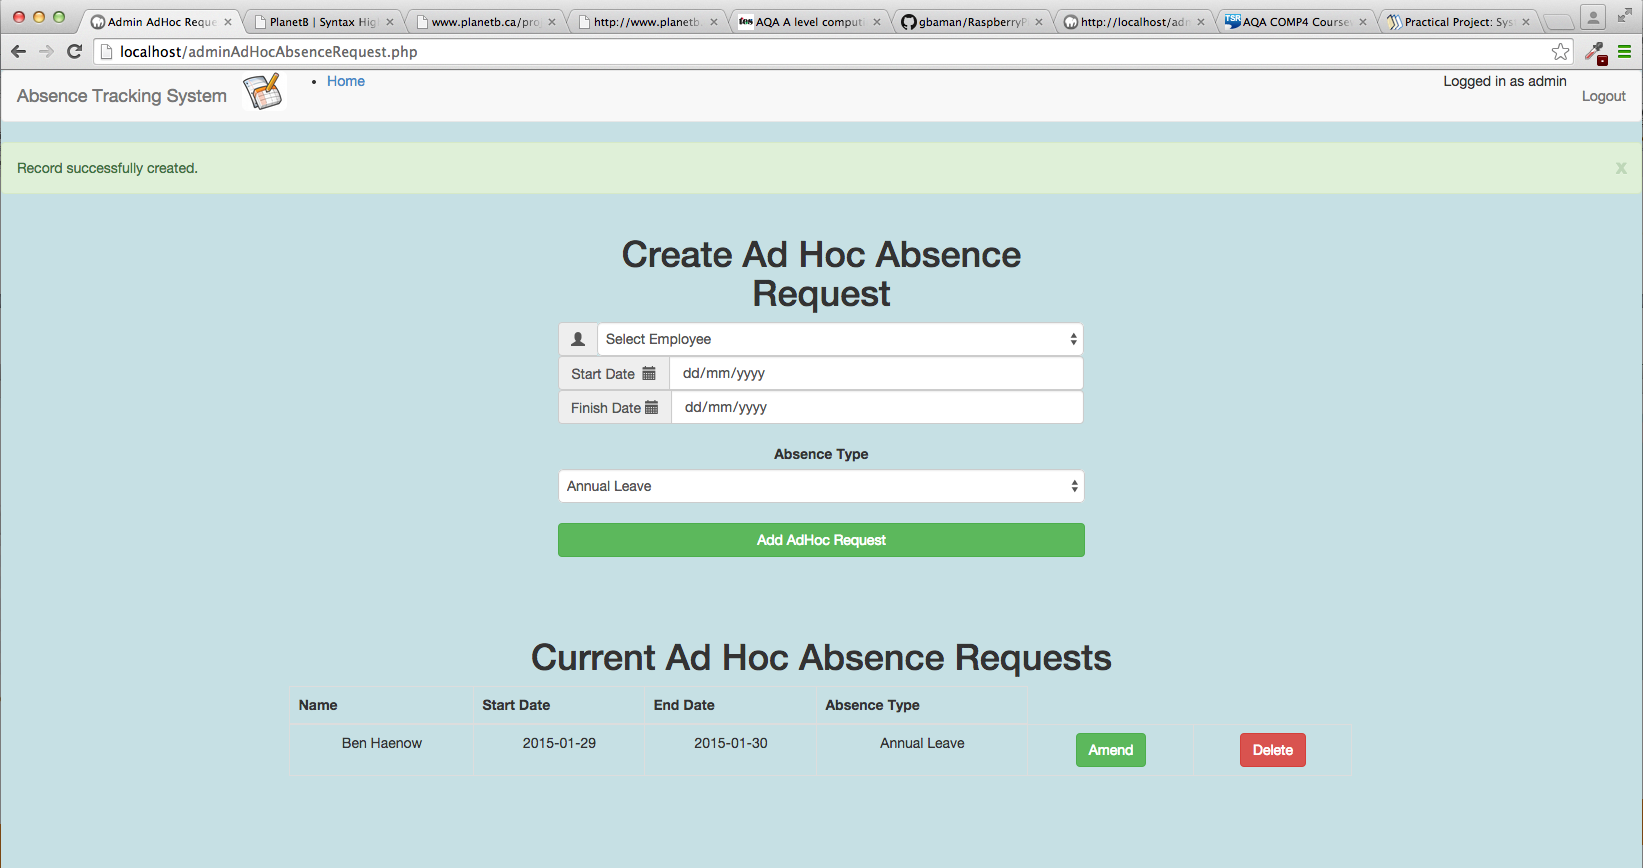 Admin AdHoc Reque
PlanetB | Syntax Hig
www.planetb.ca/pro
http://www.planetb.
tes AQA A level comput
gbaman/RaspberryP
http://localhost/adm
TSR AQA COMP4 Course
Practical Project: Sys
localhost/adminAdHocAbsenceRequest.php
Absence Tracking System
• Home
Logged in as admin
Logout
Record successfully created.
x
Create Ad Hoc Absence
Request
Select Employee
Start Date dd/mm/yyyy
Finish Date dd/mm/yyyy
Absence Type
Annual Leave
Add AdHoc Request
Current Ad Hoc Absence Requests
Name Start Date End Date Absence Type
Ben Haenow 2015-01-29 2015-01-30 Annual Leave Amend Delete